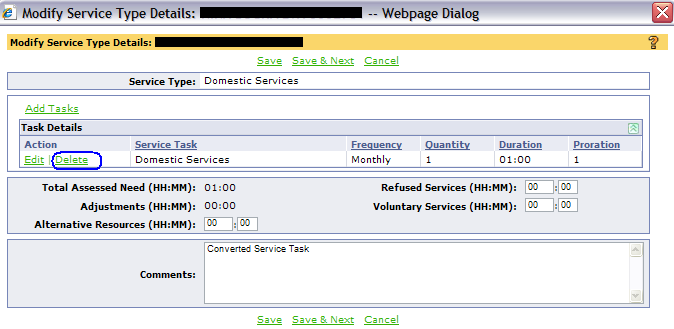 Modify Service Type Details: -- Webpage Dialog
Modify Service Type Details: ?
Save Save & Next Cancel
Service Type: Domestic Services
Add Tasks
Task Details
Action Service Task Frequency Quantity Duration Proration
Edit Delete Domestic Services Monthly 1 01:00 1
Total Assessed Need (HH:MM): 01:00 Refused Services (HH:MM): 00 : 00
Adjustments (HH:MM): 00:00 Voluntary Services (HH:MM): 00 : 00
Alternative Resources (HH:MM): 00 : 00
Converted Service Task
Comments:
Save Save & Next Cancel